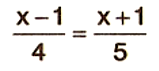 (x-1)/4 = (x+1)/5